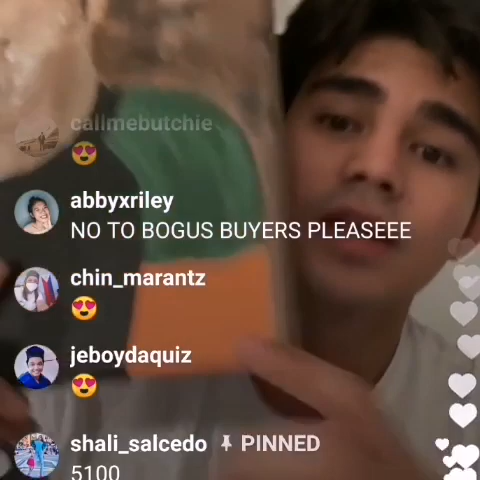 callmebutchie
😍
abbyxriley
NO TO BOGUS BUYERS PLEASEEE
chin_marantz
😍
jeboydaquiz
😍
shali_salcedo PINNED
5100